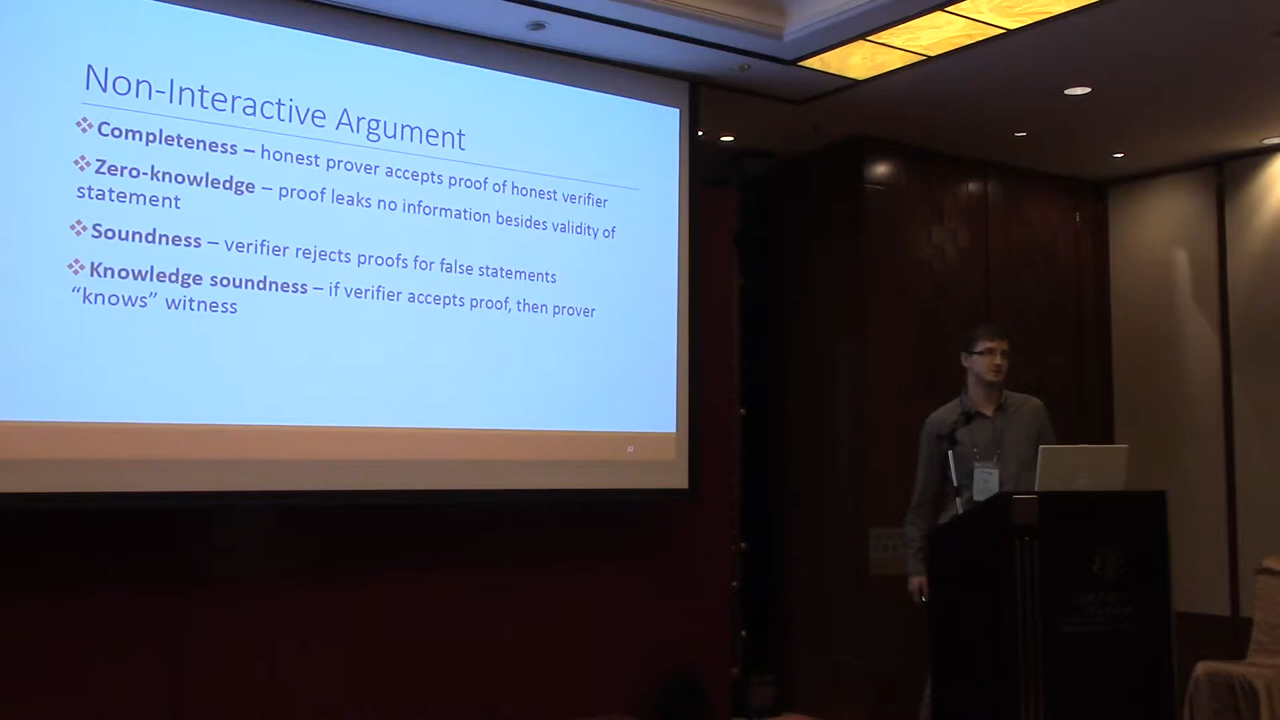 Non-Interactive Argument
Completeness – honest prover accepts proof of honest verifier
Zero-knowledge – proof leaks no information besides validity of
statement
Soundness – verifier rejects proofs for false statements
Knowledge soundness – if verifier accepts proof, then prover
“knows” witness